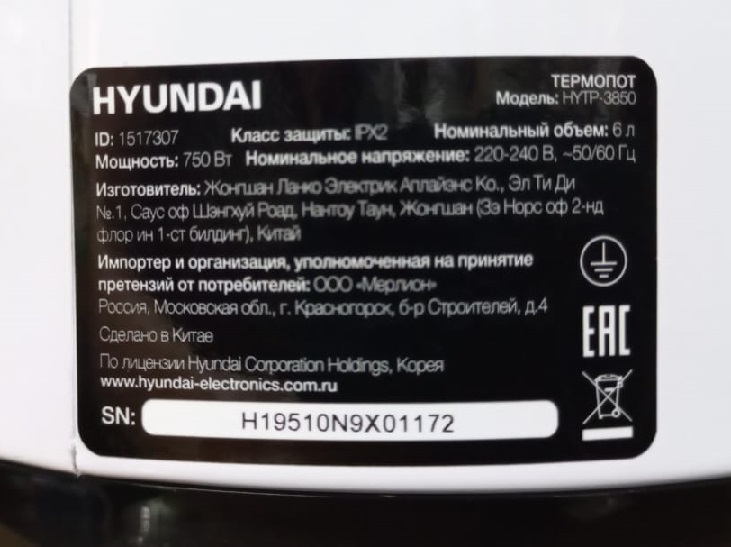 HYUNDAI
ТЕРМОПОТ
Модель: HYTP-3850
ID: 1517307 Класс защиты: IPX2 Номинальный объем: 6 л
Мощность: 750 Вт Номинальное напряжение: 220-240 В, ~50/60 Гц
Изготовитель: Жонгшан Ланко Электрик Аплайэнс Ко., Эл Ти Ди
№.1, Саус оф Шэнгхуй Роад, Нантоу Таун, Жонгшан (Зэ Норс оф 2-нд
флор ин 1-ст билдинг), Китай
Импортер и организация, уполномоченная на принятие
претензий от потребителей: ООО «Мерлион»
Россия, Московская обл., г. Красногорск, б-р Строителей, д.4
Сделано в Китае
По лицензии Hyundai Corporation Holdings, Корея
www.hyundai-electronics.com.ru
EAC
SN: H19510N9X01172